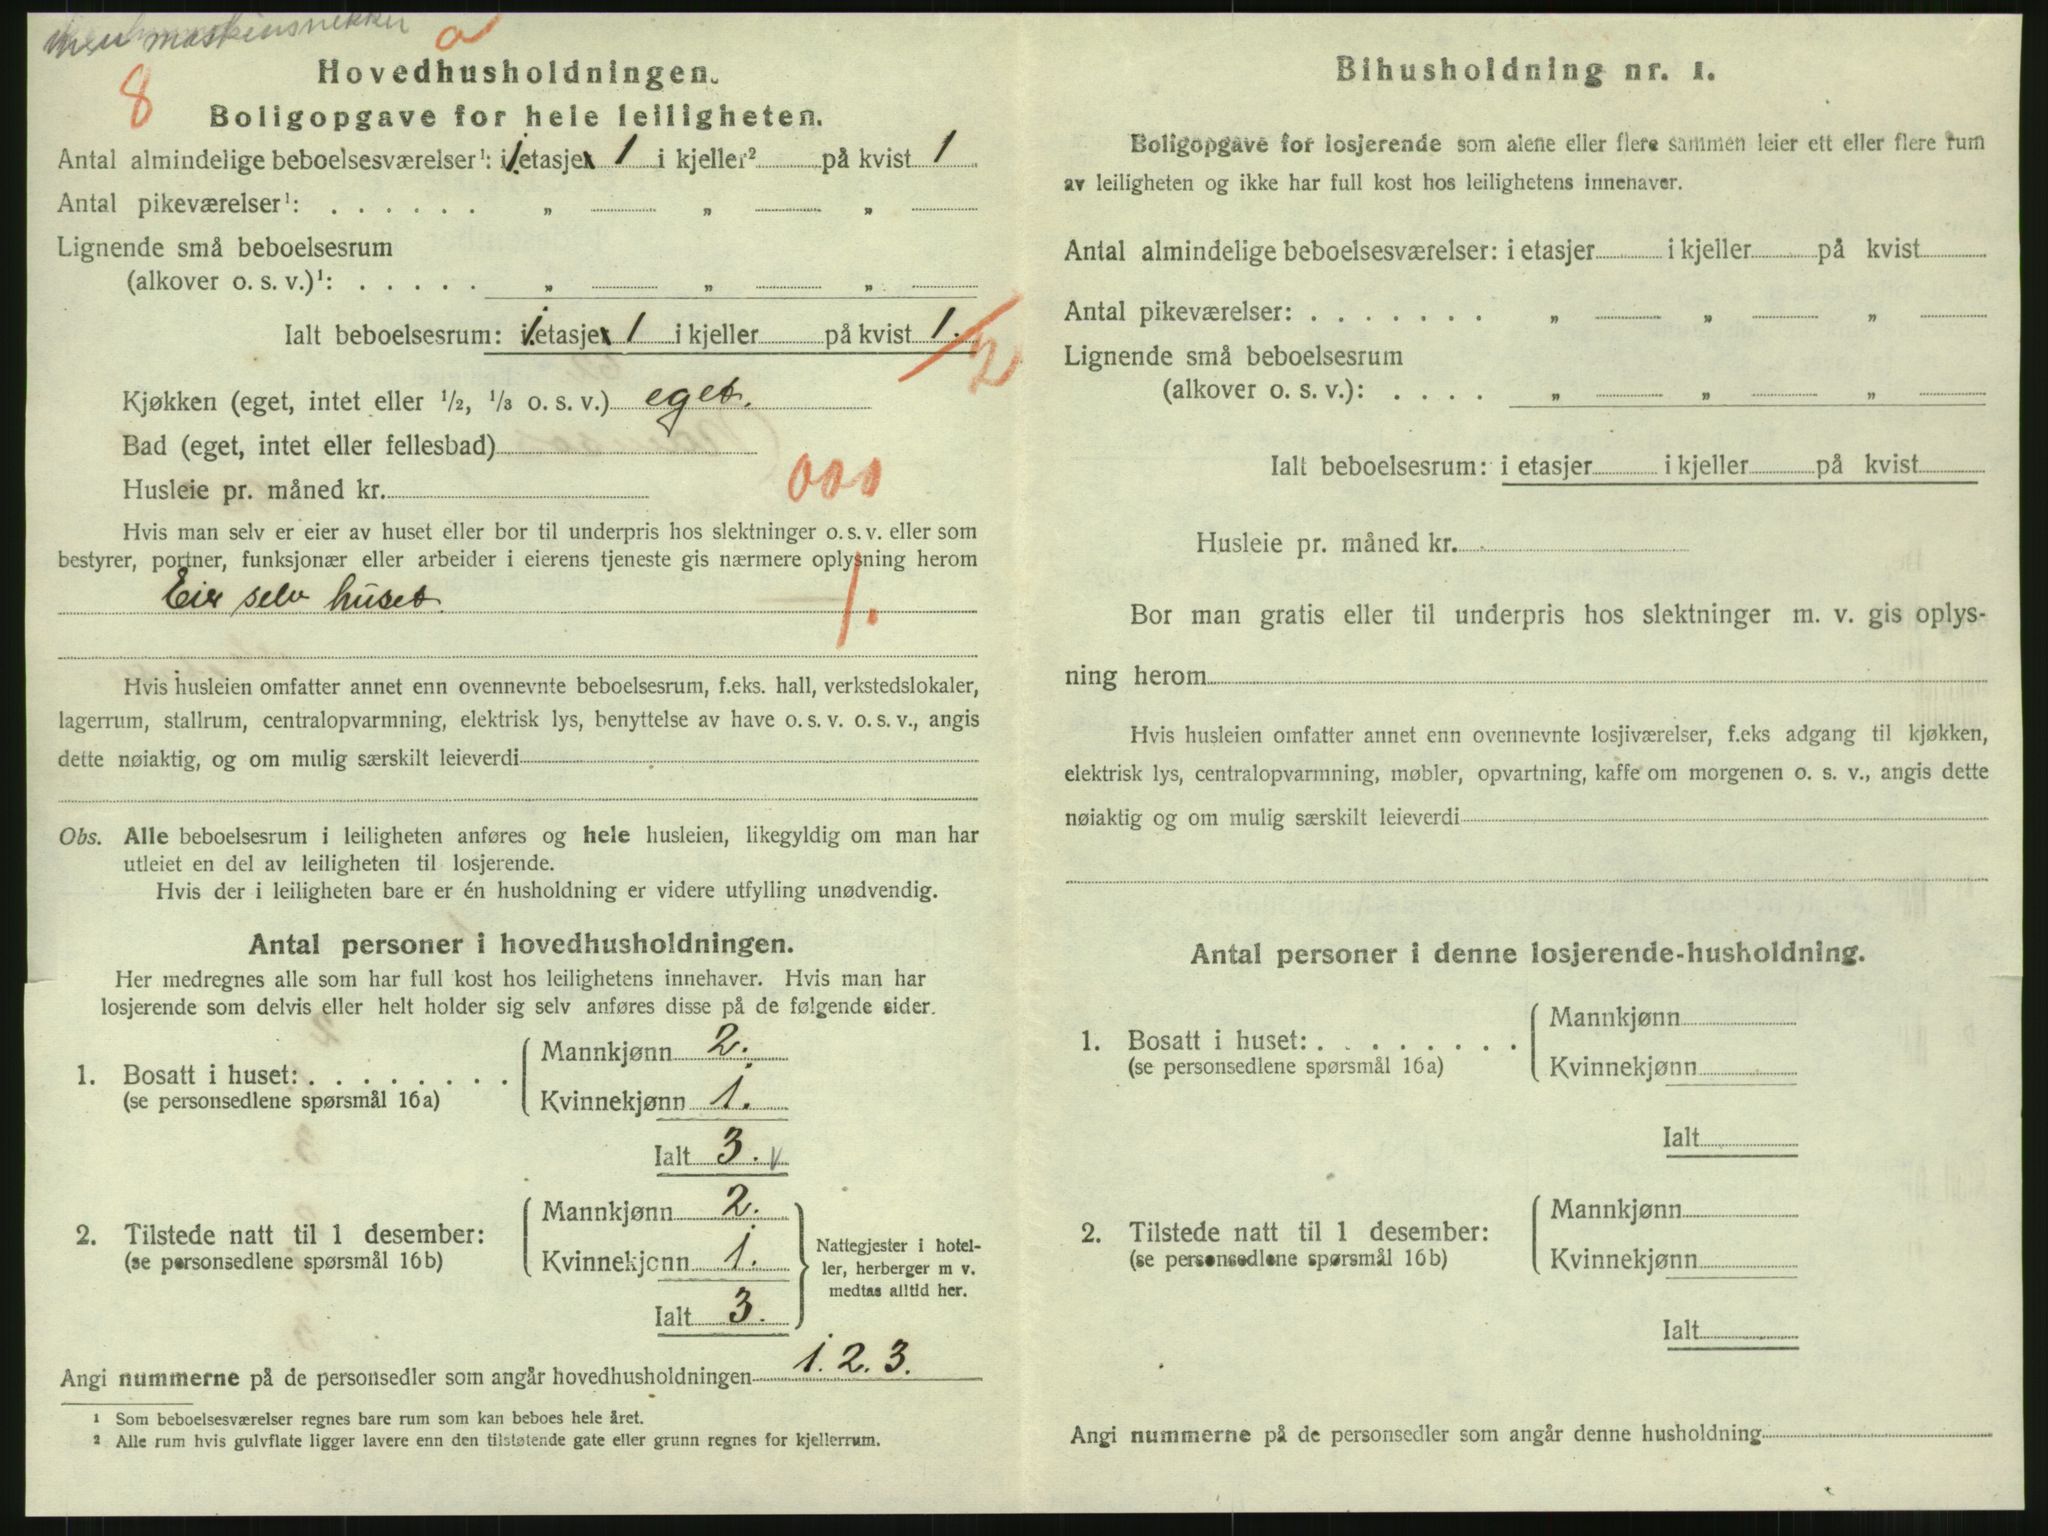 men maskinsnekker
a
8
Hovedhusholdningen.
Boligopgave for hele leiligheten.
Antal almindelige beboelsesværelser¹: i etasjer 1 i kjeller² på kvist 1
Antal pikeværelser¹: . . . . . . „ „ „
Lignende små beboelsesrum
(alkover o. s. v.)¹: . . . . . „ „ „
Ialt beboelsesrum: i etasjer 1 i kjeller på kvist 1.
2
Kjøkken (eget, intet eller 1/2, 1/3 o. s. v.) eget.
Bad (eget, intet eller fellesbad)
000
Husleie pr. måned kr.
Hvis man selv er eier av huset eller bor til underpris hos slektninger o. s. v. eller som
bestyrer, portner, funksjonær eller arbeider i eierens tjeneste gis nærmere oplysning herom
Eier selv huset
1.
Hvis husleien omfatter annet enn ovennevnte beboelsesrum, f.eks. hall, verkstedslokaler,
lagerrum, stallrum, centralopvarmning, elektrisk lys, benyttelse av have o. s. v. o. s. v., angis
dette nøiaktig, og om mulig særskilt leieverdi
Obs. Alle beboelsesrum i leiligheten anføres og hele husleien, likegyldig om man har
utleiet en del av leiligheten til losjerende.
Hvis der i leiligheten bare er én husholdning er videre utfylling unødvendig.
Antal personer i hovedhusholdningen.
Her medregnes alle som har full kost hos leilighetens innehaver. Hvis man har
losjerende som delvis eller helt holder sig selv anføres disse på de følgende sider.
Mannkjønn 2.
1. Bosatt i huset: . . . . . . . .
(se personsedlene spørsmål 16a)
Kvinnekjønn 1.
Ialt 3. v
Mannkjønn 2.
2. Tilstede natt til 1 desember:
(se personsedlene spørsmål 16b)
Kvinnekjønn 1.
Ialt 3.
Nattegjester i hotel-
ler, herberger m v.
medtas alltid her.
Angi nummerne på de personsedler som angår hovedhusholdningen 1. 2. 3.
¹ Som beboelsesværelser regnes bare rum som kan beboes hele året.
² Alle rum hvis gulvflate ligger lavere enn den tilstøtende gate eller grunn regnes for kjellerrum.
Bihusholdning nr. 1.
Boligopgave for losjerende som alene eller flere sammen leier ett eller flere rum
av leiligheten og ikke har full kost hos leilighetens innenaver.
Antal almindelige beboelsesværelser: i etasjer i kjeller på kvist
Antal pikeværelser: . . . . . . . „ „ „
Lignende små beboelsesrum
(alkover o. s. v.): . . . . „ „ „
Ialt beboelsesrum: i etasjer i kjeller på kvist
Husleie pr. måned kr.
Bor man gratis eller til underpris hos slektninger m. v. gis oplys-
ning herom
Hvis husleien omfatter annet enn ovennevnte losjiværelser, f.eks adgang til kjøkken,
elektrisk lys, centralopvarmning, møbler, opvartning, kaffe om morgenen o. s. v., angis dette
nøiaktig og om mulig særskilt leieverdi
Antal personer i denne losjerende-husholdning.
Mannkjønn
1. Bosatt i huset: . . . . . . . .
(se personsedlene spørsmål 16a)
Kvinnekjønn
Ialt
Mannkjønn
2. Tilstede natt til 1 desember:
(se personsedlene spørsmål 16b)
Kvinnekjønn
Ialt
Angi nummerne på de personsedler som angår denne husholdning